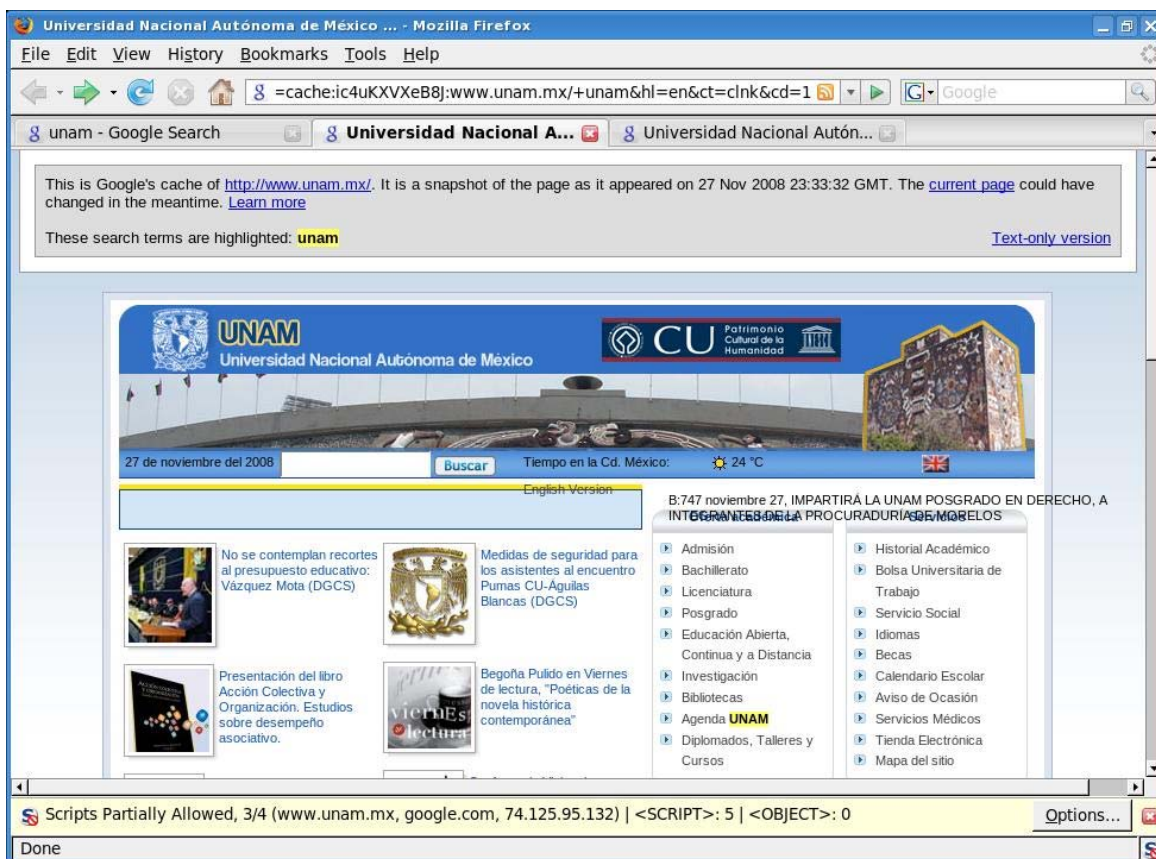 Universidad Nacional Autónoma de México ... - Mozilla Firefox
File Edit View History Bookmarks Tools Help
=cache:ic4uKXVXeB8J:www.unam.mx/+unam&hl=en&ct=clnk&cd=1 Google
unam - Google Search Universidad Nacional A... Universidad Nacional Autón...
This is Google's cache of http://www.unam.mx/. It is a snapshot of the page as it appeared on 27 Nov 2008 23:33:32 GMT. The current page could have
changed in the meantime. Learn more
These search terms are highlighted: unam Text-only version
UNAM
Universidad Nacional Autónoma de México
CU
Patrimonio
Cultural de la
Humanidad
27 de noviembre del 2008 Buscar Tiempo en la Cd. México: 24 °C
English Version
B:747 noviembre 27, IMPARTIRÁ LA UNAM POSGRADO EN DERECHO, A
INTEGRANTES DE LA PROCURADURÍA DE MORELOS
Oferta académica Servicios
No se contemplan recortes
al presupuesto educativo:
Vázquez Mota (DGCS)
Medidas de seguridad para
los asistentes al encuentro
Pumas CU-Águilas
Blancas (DGCS)
Presentación del libro
Acción Colectiva y
Organización. Estudios
sobre desempeño
asociativo.
viernEs
de lectura
Begoña Pulido en Viernes
de lectura, "Poéticas de la
novela histórica
contemporánea"
Admisión
Bachillerato
Licenciatura
Posgrado
Educación Abierta,
Continua y a Distancia
Investigación
Bibliotecas
Agenda UNAM
Diplomados, Talleres y
Cursos
Historial Académico
Bolsa Universitaria de
Trabajo
Servicio Social
Idiomas
Becas
Calendario Escolar
Aviso de Ocasión
Servicios Médicos
Tienda Electrónica
Mapa del sitio
Scripts Partially Allowed, 3/4 (www.unam.mx, google.com, 74.125.95.132) | <SCRIPT>: 5 | <OBJECT>: 0 Options...
Done